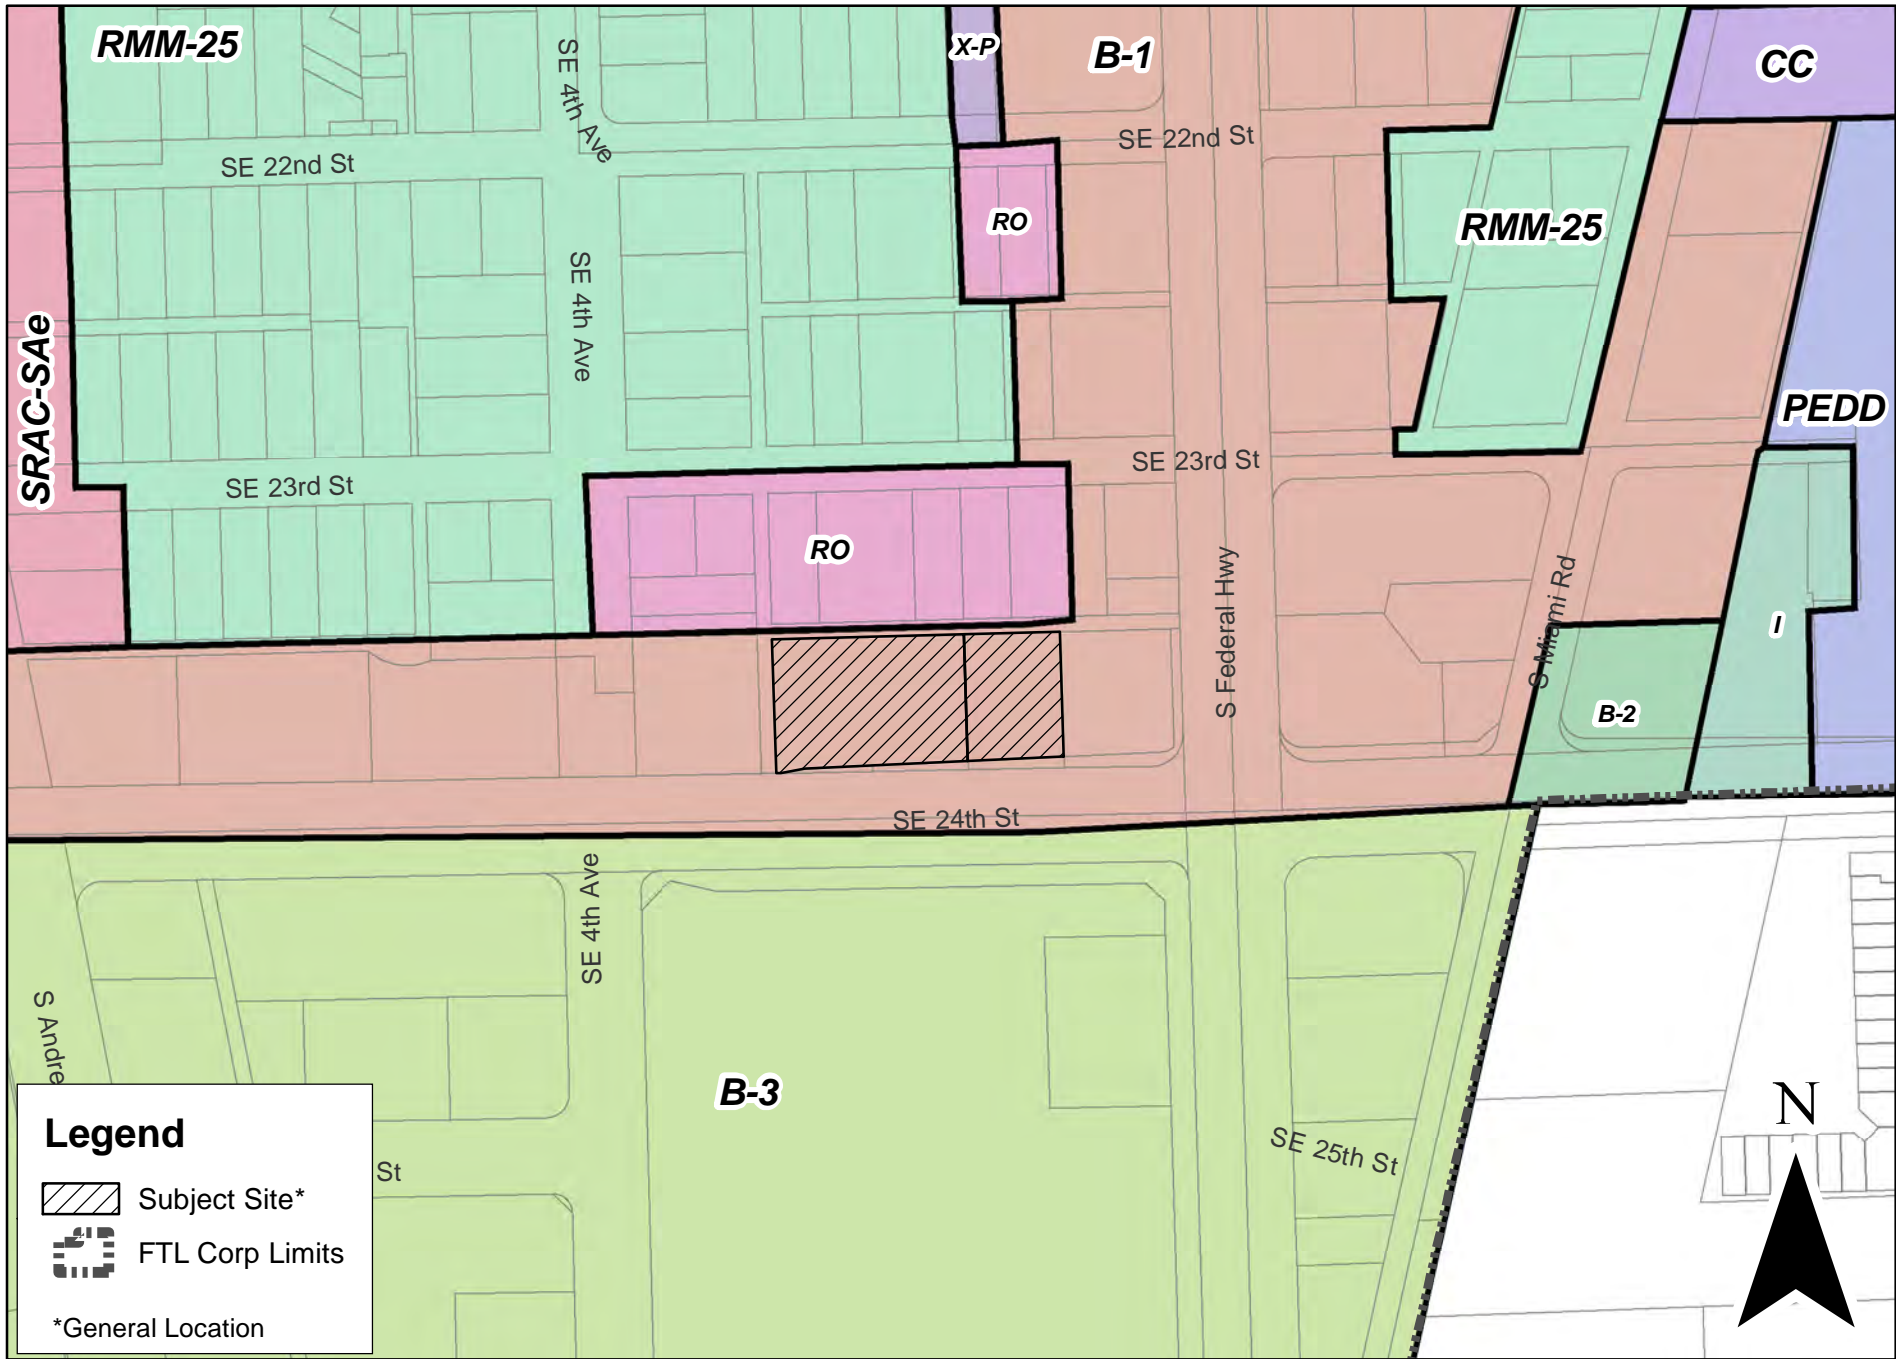 RMM-25
X-P
B-1
CC
SE 4th Ave
SE 22nd St
SE 22nd St
RO
RMM-25
SE 4th Ave
SRAC-SAe
PEDD
SE 23rd St
SE 23rd St
RO
S Federal Hwy
S Miami Rd
I
B-2
SE 24th St
SE 4th Ave
S Andre
B-3
SE 25th St
St
N
Legend
Subject Site*
FTL Corp Limits
*General Location